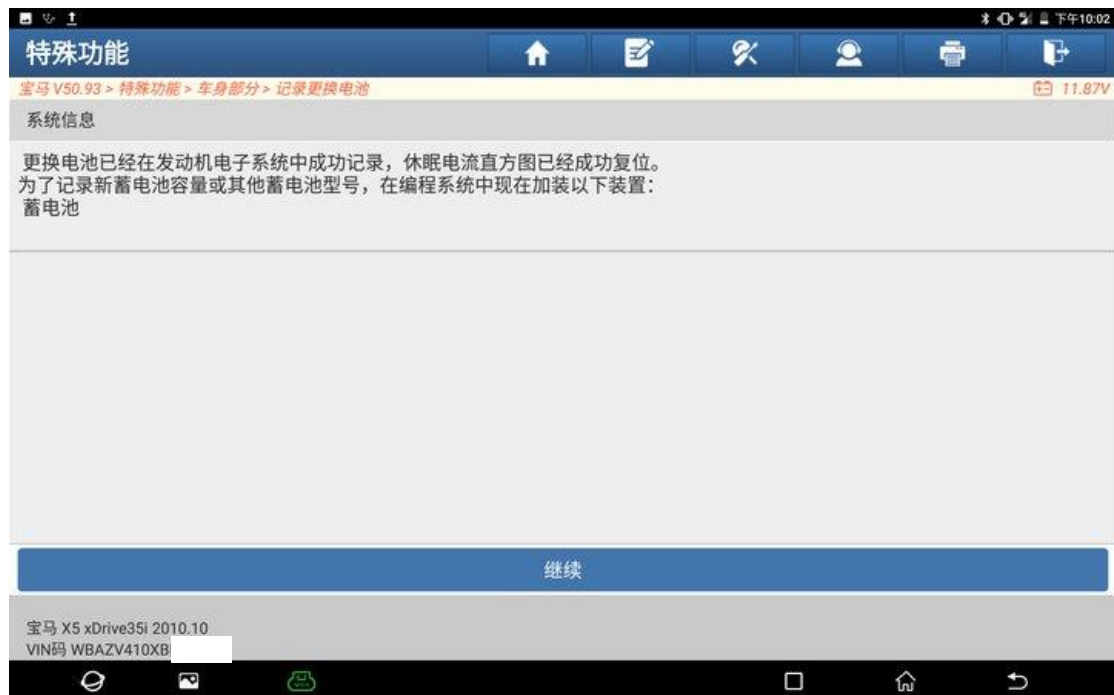 下午10:02
特殊功能
宝马 V50.93 > 特殊功能 > 车身部分 > 记录更换电池
11.87V
系统信息
更换电池已经在发动机电子系统中成功记录，休眠电流直方图已经成功复位。
为了记录新蓄电池容量或其他蓄电池型号，在编程系统中现在加装以下装置：
蓄电池
继续
宝马 X5 xDrive35i 2010.10
VIN码 WBAZV410XB